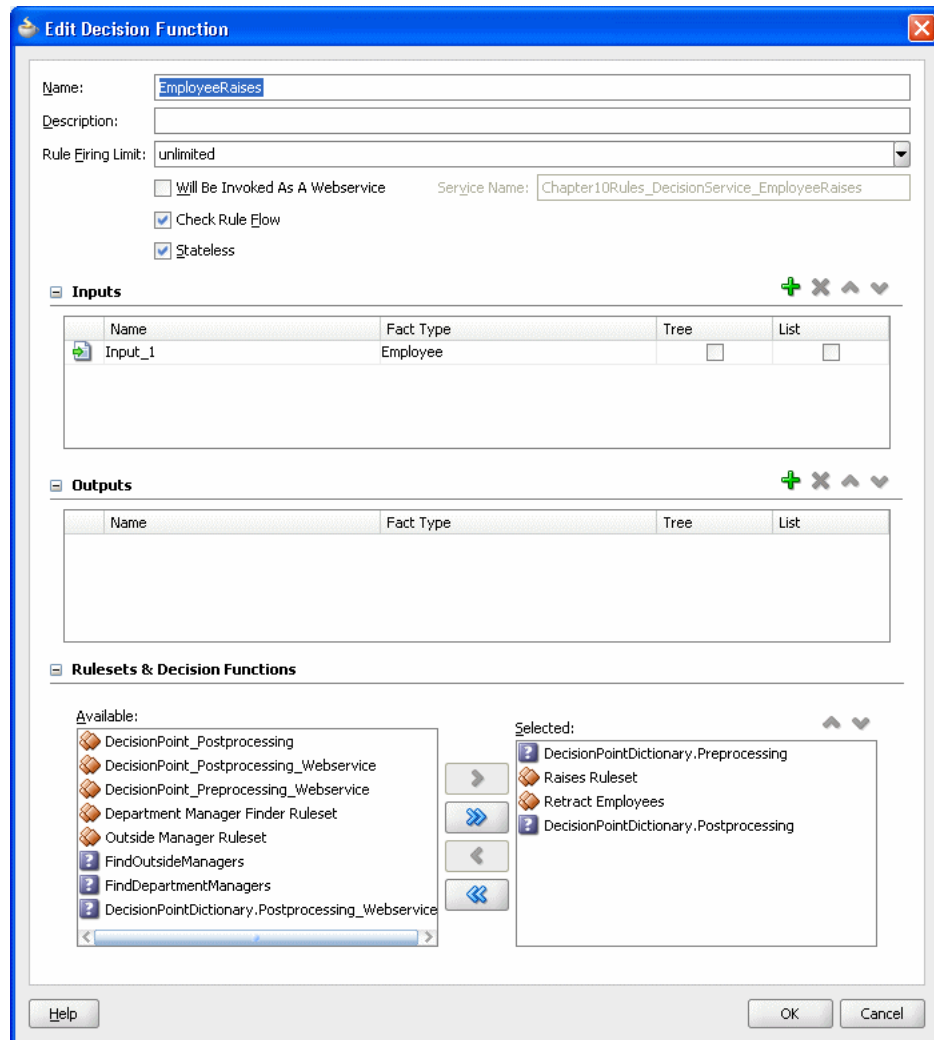 Edit Decision Function
Name: EmployeeRaises
Description:
Rule Firing Limit: unlimited
Will Be Invoked As A Webservice Service Name: Chapter10Rules_DecisionService_EmployeeRaises
Check Rule Flow
Stateless
Inputs
Name Fact Type Tree List
Input_1 Employee
Outputs
Name Fact Type Tree List
Rulesets & Decision Functions
Available:
DecisionPoint_Postprocessing
DecisionPoint_Postprocessing_Webservice
DecisionPoint_Preprocessing_Webservice
Department Manager Finder Ruleset
Outside Manager Ruleset
FindOutsideManagers
FindDepartmentManagers
DecisionPointDictionary.Postprocessing_Webservice
Selected:
DecisionPointDictionary.Preprocessing
Raises Ruleset
Retract Employees
DecisionPointDictionary.Postprocessing
Help OK Cancel